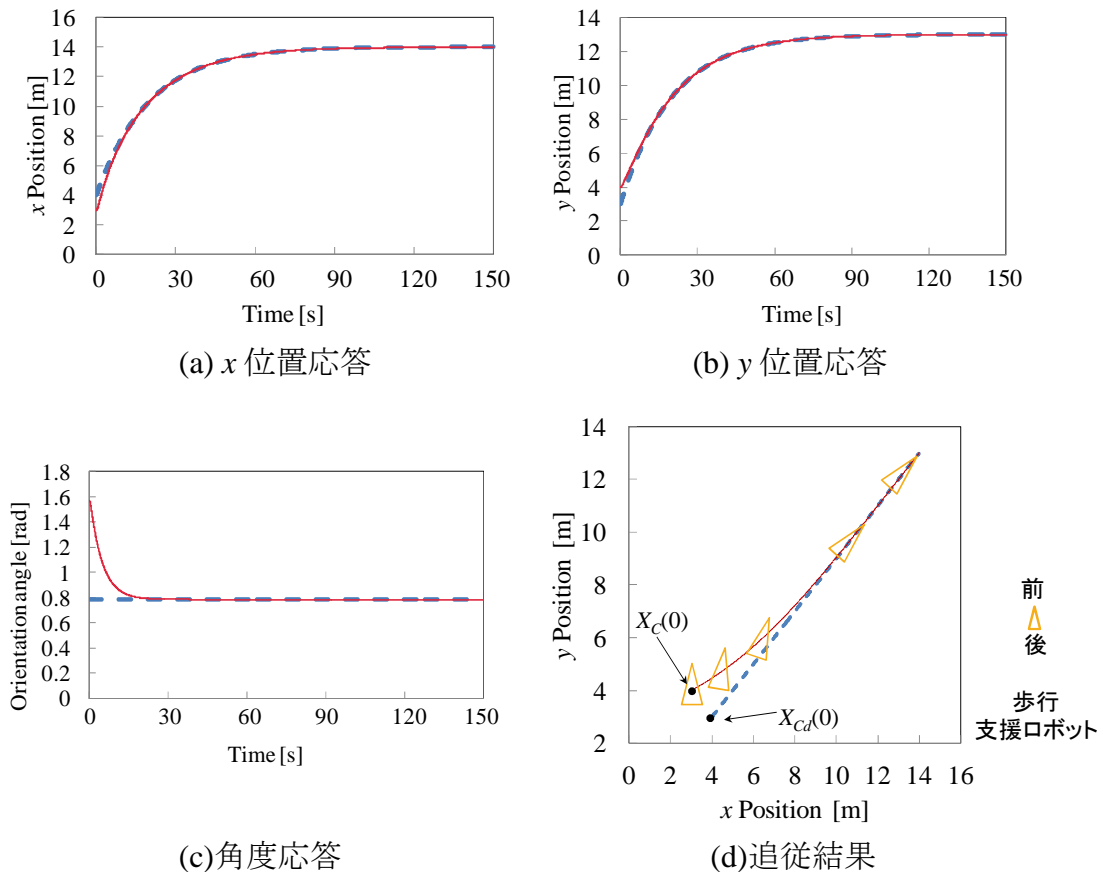 16
14
12
10
8
6
4
2
0
x Position [m]
0 30 60 90 120 150
Time [s]
(a) x 位置応答
16
14
12
10
8
6
4
2
0
y Position [m]
0 30 60 90 120 150
Time [s]
(b) y 位置応答
1.8
1.6
1.4
1.2
1
0.8
0.6
0.4
0.2
0
Orientation angle [rad]
0 30 60 90 120 150
Time [s]
(c)角度応答
14
12
10
8
6
4
2
y Position [m]
X_C(0)
X_{Cd}(0)
0 2 4 6 8 10 12 14 16
x Position [m]
(d)追従結果
前
後
歩行
支援ロボット